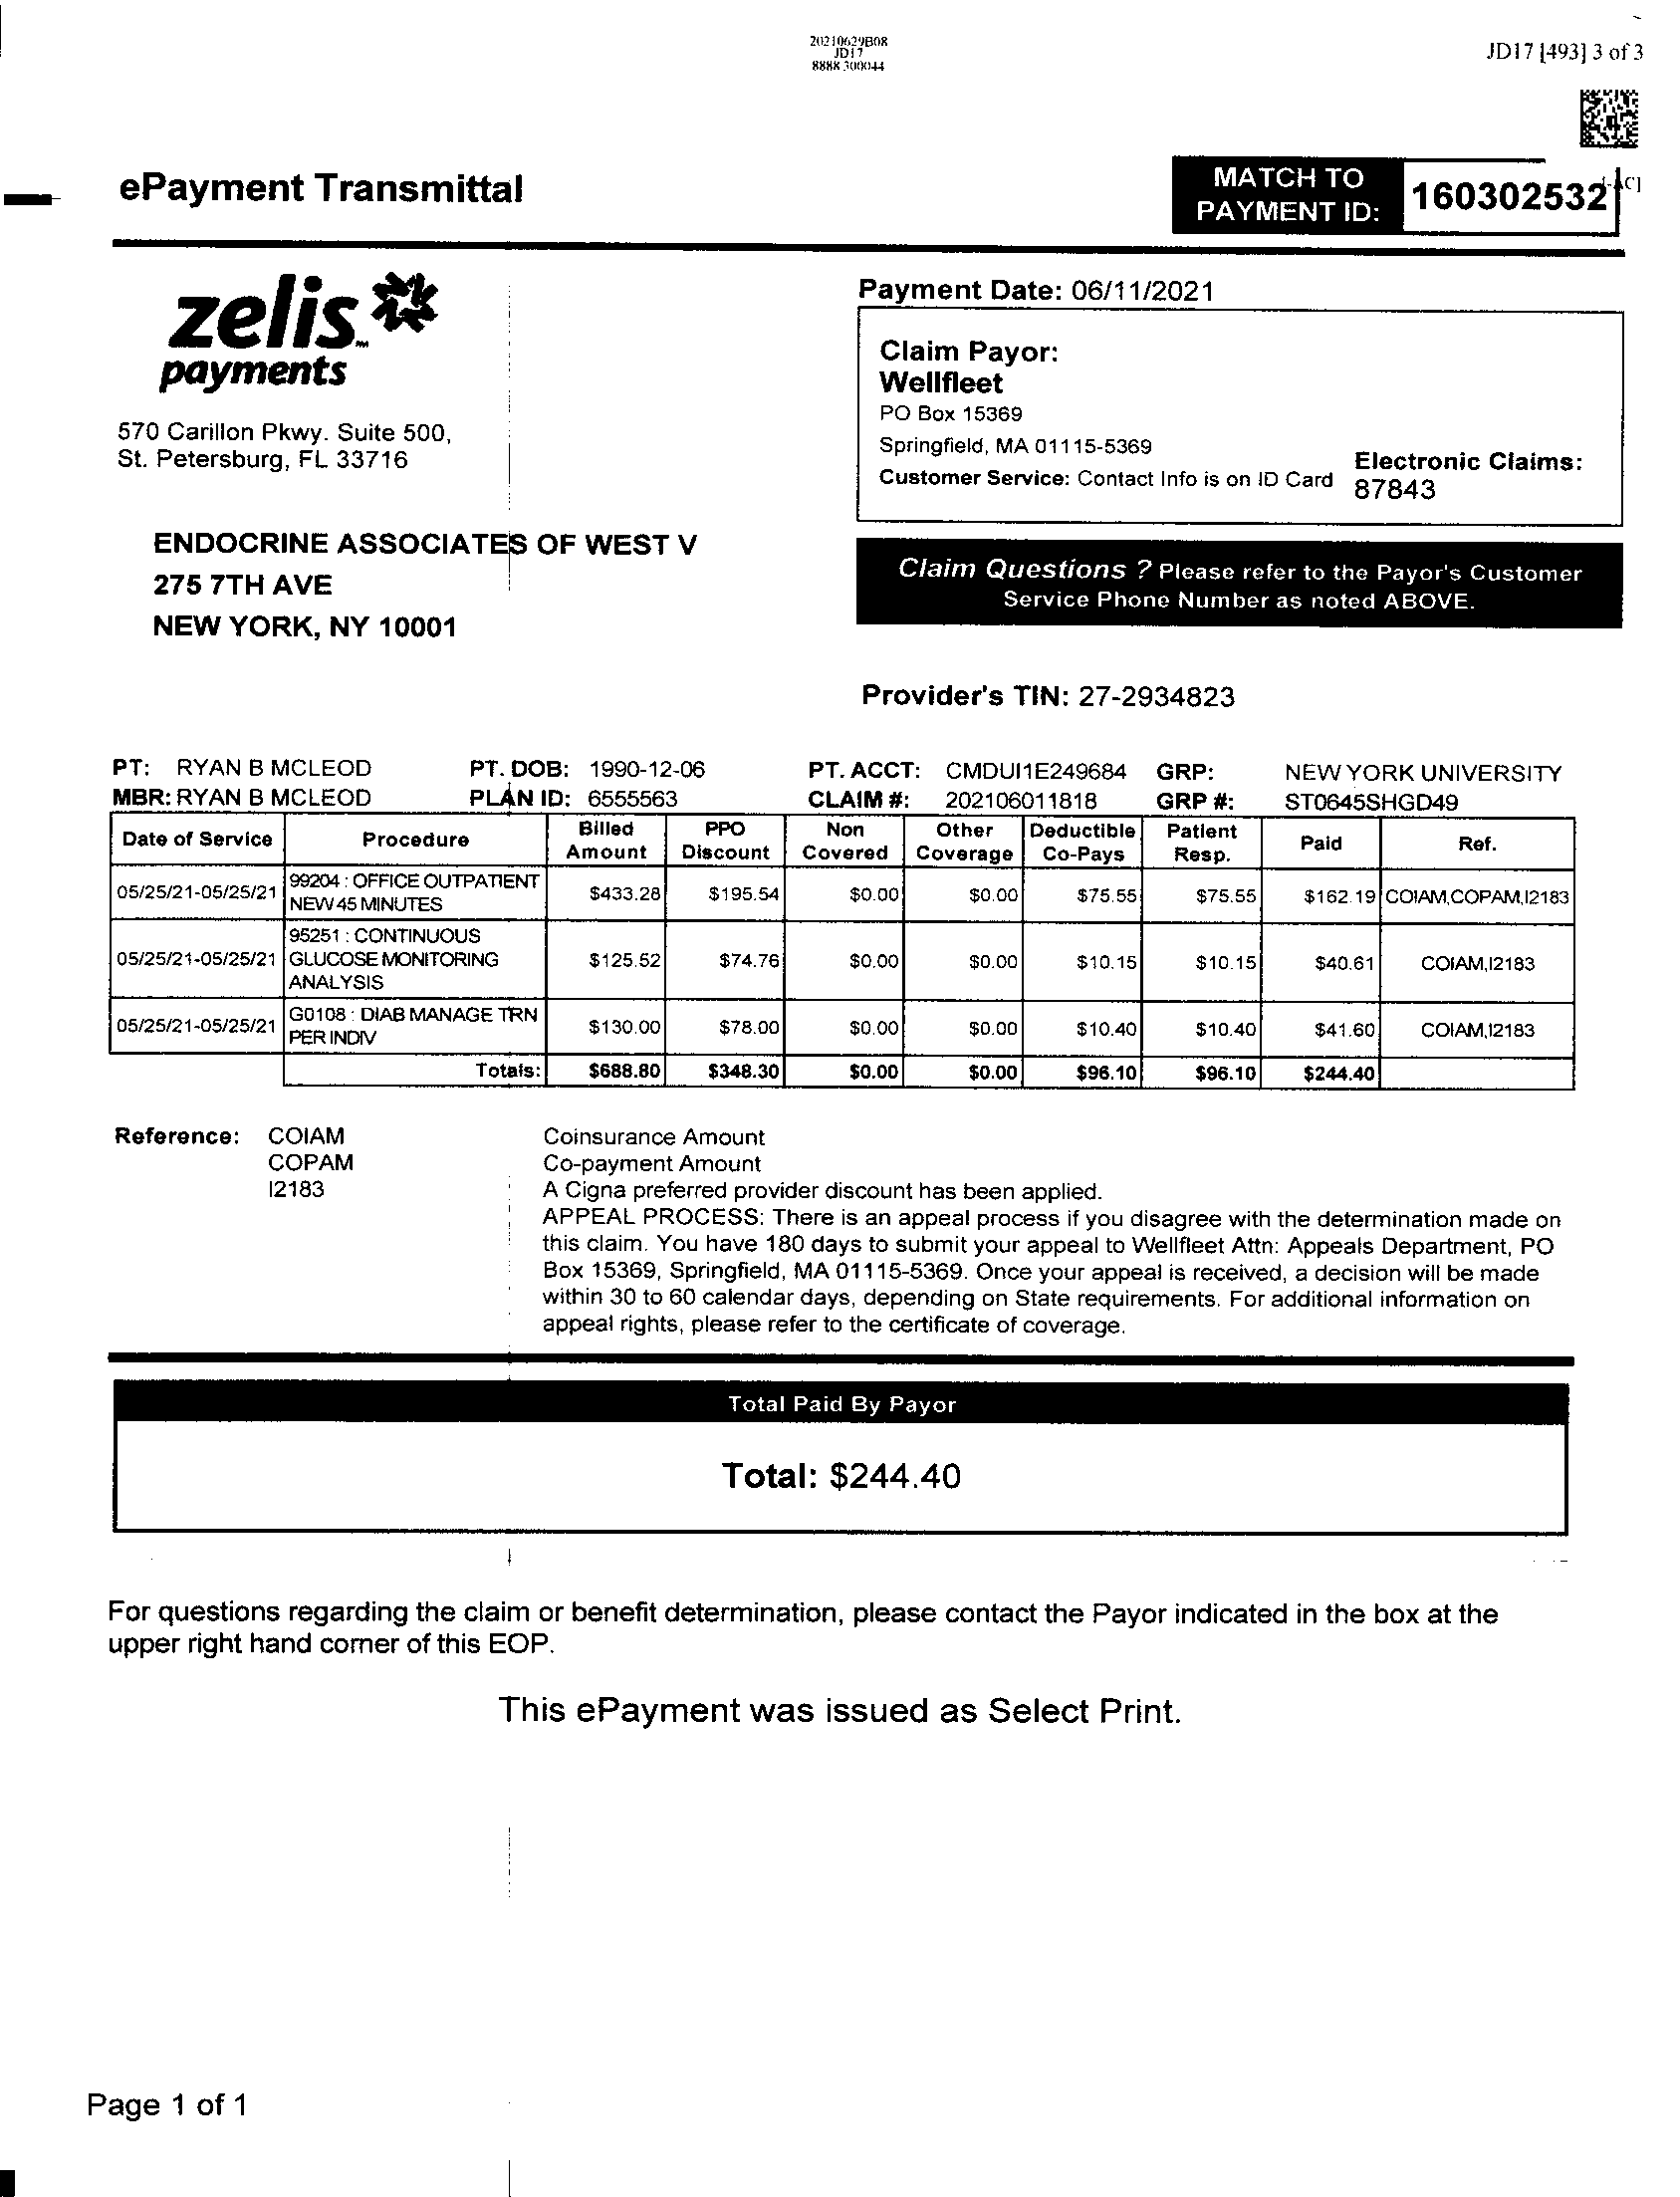 20210629B08
JD17
8888 300044
JD17 [493] 3 of 3
ePayment Transmittal
MATCH TO
PAYMENT ID:
160302532
zelis
payments
570 Carillon Pkwy. Suite 500,
St. Petersburg, FL 33716
Payment Date: 06/11/2021
Claim Payor:
Wellfleet
PO Box 15369
Springfield, MA 01115-5369
Customer Service: Contact Info is on ID Card
Electronic Claims:
87843
ENDOCRINE ASSOCIATES OF WEST V
275 7TH AVE
NEW YORK, NY 10001
Claim Questions ? Please refer to the Payor's Customer
Service Phone Number as noted ABOVE.
Provider's TIN: 27-2934823
PT: RYAN B MCLEOD PT. DOB: 1990-12-06 PT. ACCT: CMDUI1E249684 GRP: NEW YORK UNIVERSITY
MBR: RYAN B MCLEOD PLAN ID: 6555563 CLAIM #: 202106011818 GRP #: ST0645SHGD49
Date of Service Procedure Billed Amount PPO Discount Non Covered Other Coverage Deductible Co-Pays Patient Resp. Paid Ref.
05/25/21-05/25/21 99204 : OFFICE OUTPATIENT NEW 45 MINUTES $433.28 $195.54 $0.00 $0.00 $75.55 $75.55 $162.19 COIAM,COPAM,I2183
05/25/21-05/25/21 95251 : CONTINUOUS GLUCOSE MONITORING ANALYSIS $125.52 $74.76 $0.00 $0.00 $10.15 $10.15 $40.61 COIAM,I2183
05/25/21-05/25/21 G0108 : DIAB MANAGE TRN PER INDIV $130.00 $78.00 $0.00 $0.00 $10.40 $10.40 $41.60 COIAM,I2183
Totals: $688.80 $348.30 $0.00 $0.00 $96.10 $96.10 $244.40
Reference: COIAM Coinsurance Amount
COPAM Co-payment Amount
I2183 A Cigna preferred provider discount has been applied.
APPEAL PROCESS: There is an appeal process if you disagree with the determination made on
this claim. You have 180 days to submit your appeal to Wellfleet Attn: Appeals Department, PO
Box 15369, Springfield, MA 01115-5369. Once your appeal is received, a decision will be made
within 30 to 60 calendar days, depending on State requirements. For additional information on
appeal rights, please refer to the certificate of coverage.
Total Paid By Payor
Total: $244.40
For questions regarding the claim or benefit determination, please contact the Payor indicated in the box at the
upper right hand corner of this EOP.
This ePayment was issued as Select Print.
Page 1 of 1